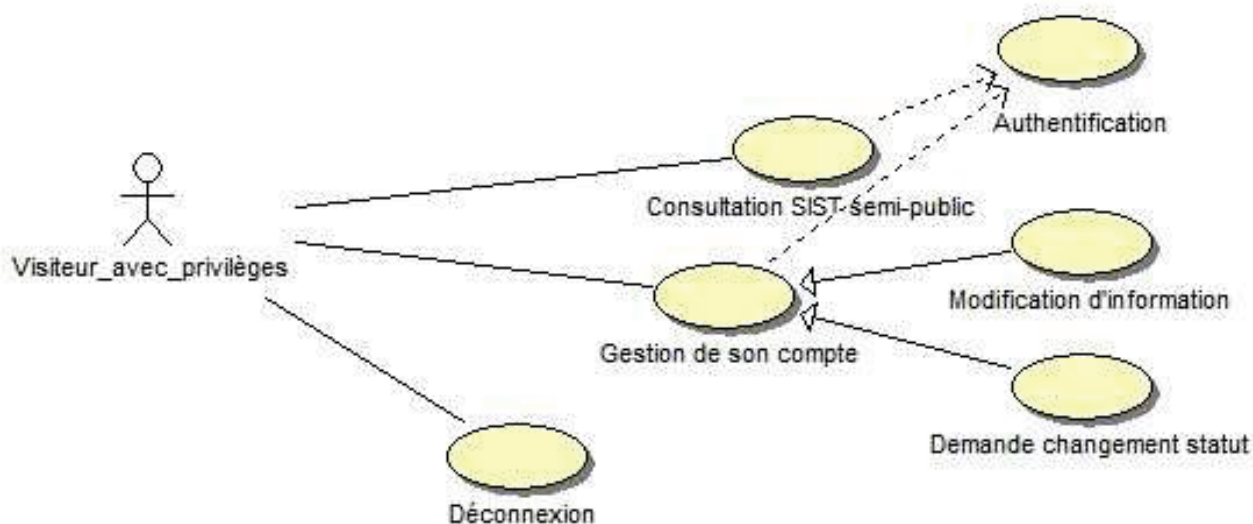 Authentification
Consultation SIST semi-public
Visiteur_avec_privilèges
Modification d'information
Gestion de son compte
Demande changement statut
Déconnexion